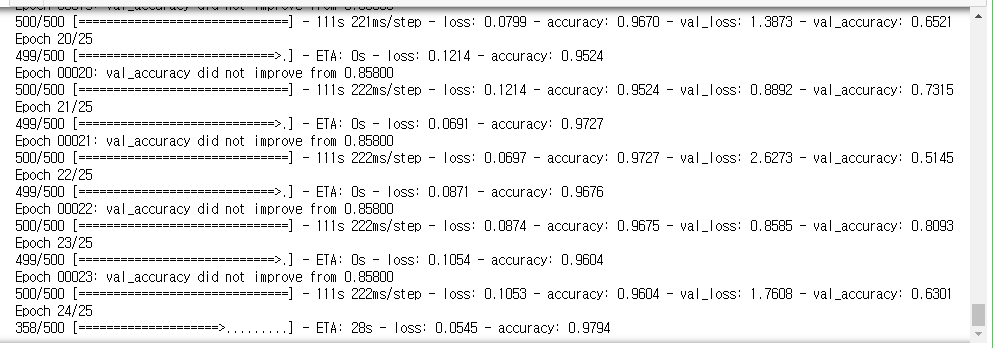 Epoch 00019: val_accuracy did not improve from 0.85800
500/500 [==============================] - 111s 221ms/step - loss: 0.0799 - accuracy: 0.9670 - val_loss: 1.3873 - val_accuracy: 0.6521
Epoch 20/25
499/500 [============================>.] - ETA: 0s - loss: 0.1214 - accuracy: 0.9524
Epoch 00020: val_accuracy did not improve from 0.85800
500/500 [==============================] - 111s 222ms/step - loss: 0.1214 - accuracy: 0.9524 - val_loss: 0.8892 - val_accuracy: 0.7315
Epoch 21/25
499/500 [============================>.] - ETA: 0s - loss: 0.0691 - accuracy: 0.9727
Epoch 00021: val_accuracy did not improve from 0.85800
500/500 [==============================] - 111s 222ms/step - loss: 0.0697 - accuracy: 0.9727 - val_loss: 2.6273 - val_accuracy: 0.5145
Epoch 22/25
499/500 [============================>.] - ETA: 0s - loss: 0.0871 - accuracy: 0.9676
Epoch 00022: val_accuracy did not improve from 0.85800
500/500 [==============================] - 111s 222ms/step - loss: 0.0874 - accuracy: 0.9675 - val_loss: 0.8585 - val_accuracy: 0.8093
Epoch 23/25
499/500 [============================>.] - ETA: 0s - loss: 0.1054 - accuracy: 0.9604
Epoch 00023: val_accuracy did not improve from 0.85800
500/500 [==============================] - 111s 222ms/step - loss: 0.1053 - accuracy: 0.9604 - val_loss: 1.7608 - val_accuracy: 0.6301
Epoch 24/25
358/500 [====================>.........] - ETA: 28s - loss: 0.0545 - accuracy: 0.9794